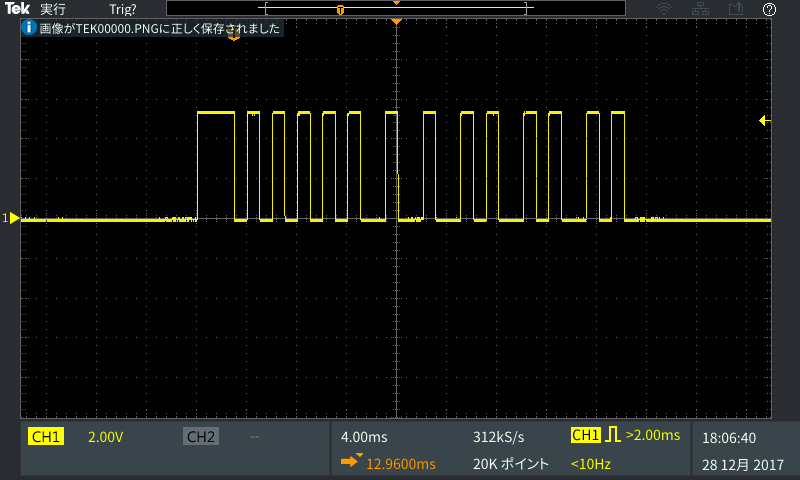 Tek 実行 Trig?
画像がTEK00000.PNGに正しく保存されました
1
CH1 2.00V CH2 -- 4.00ms 312kS/s CH1 >2.00ms 18:06:40
12.9600ms 20K ポイント <10Hz 28 12月 2017